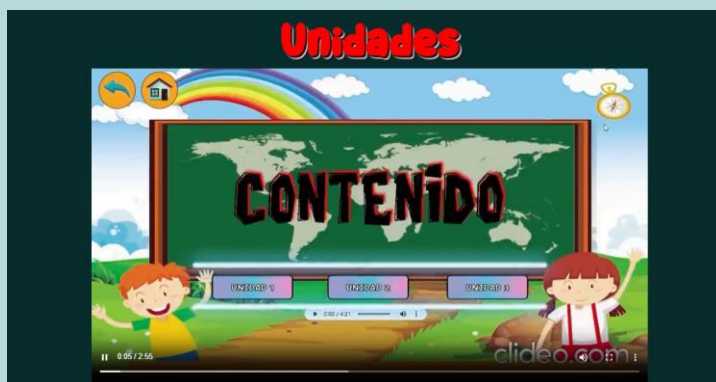 Unidades
CONTENIDO
UNIDAD 1 UNIDAD 2 UNIDAD 3
0:00 / 4:21
clideo.com
0:05 / 2:55